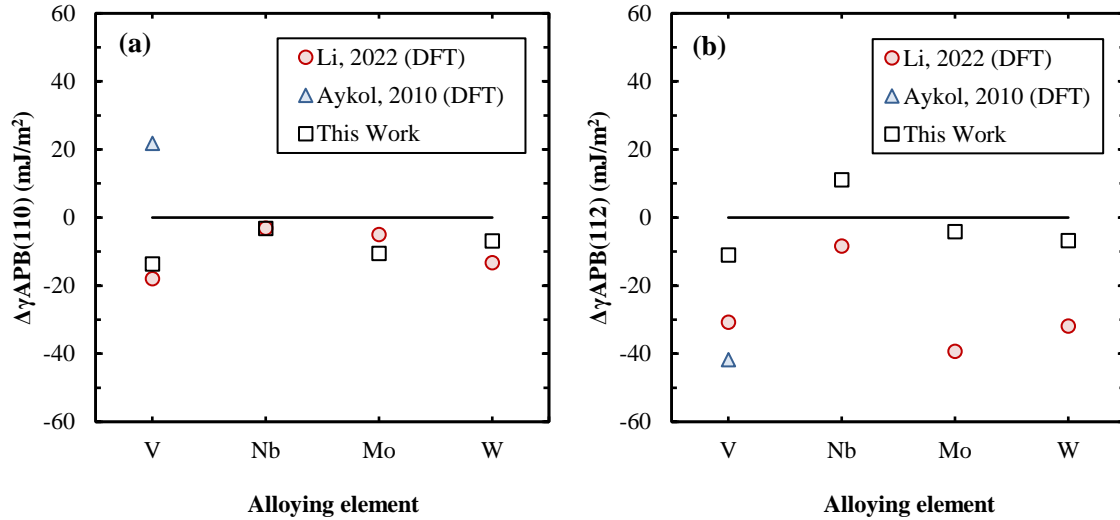 (a)
Li, 2022 (DFT)
Aykol, 2010 (DFT)
This Work
ΔγAPB(110) (mJ/m²)
60
40
20
0
-20
-40
-60
V Nb Mo W
Alloying element
(b)
Li, 2022 (DFT)
Aykol, 2010 (DFT)
This Work
ΔγAPB(112) (mJ/m²)
60
40
20
0
-20
-40
-60
V Nb Mo W
Alloying element